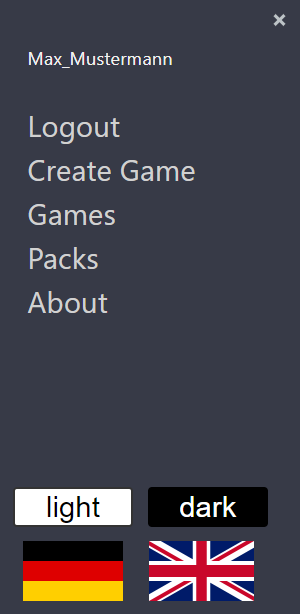 ×
Max_Mustermann
Logout
Create Game
Games
Packs
About
light
dark